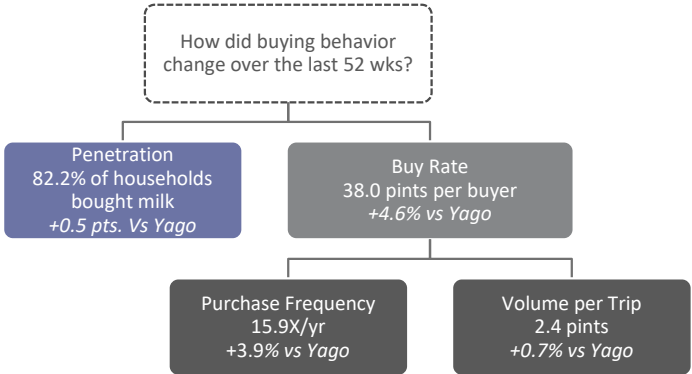 How did buying behavior
change over the last 52 wks?
Penetration
82.2% of households
bought milk
+0.5 pts. Vs Yago
Buy Rate
38.0 pints per buyer
+4.6% vs Yago
Purchase Frequency
15.9X/yr
+3.9% vs Yago
Volume per Trip
2.4 pints
+0.7% vs Yago